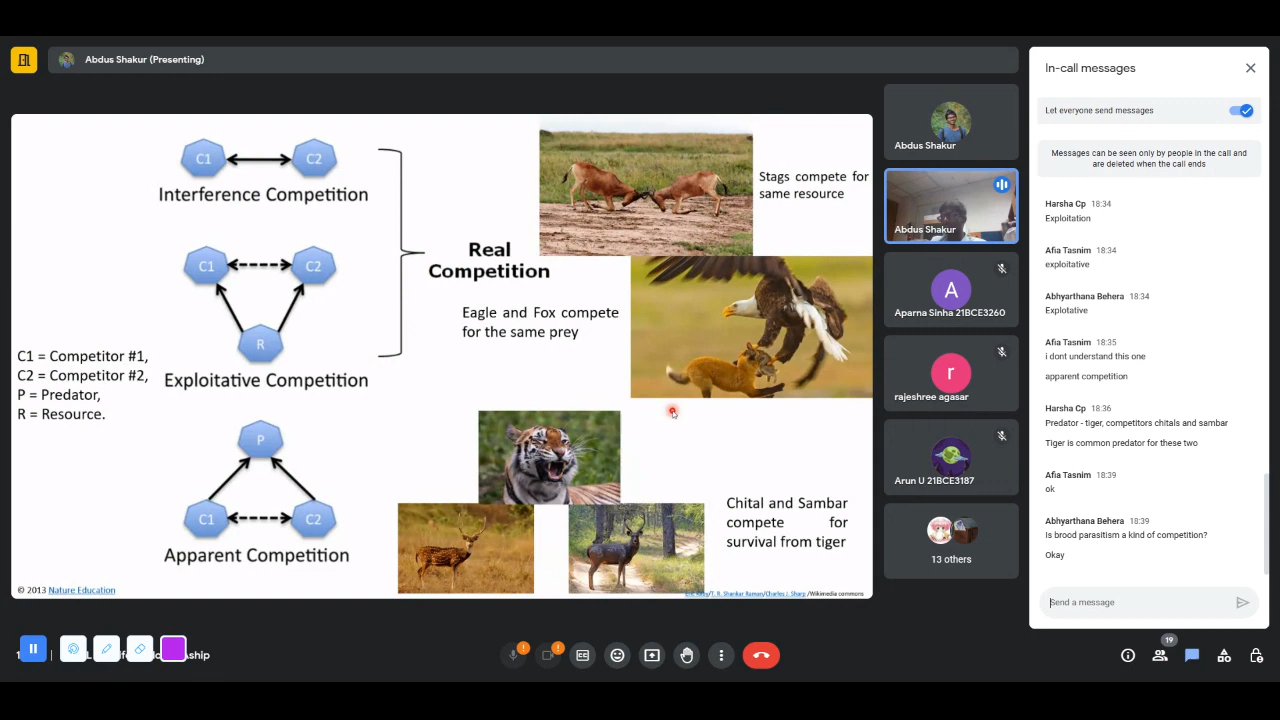 Abdus Shakur (Presenting)
C1
C2
Interference Competition
C1
C2
R
Exploitative Competition
Real
Competition
C1 = Competitor #1,
C2 = Competitor #2,
P = Predator,
R = Resource.
P
C1
C2
Apparent Competition
Stags compete for
same resource
Eagle and Fox compete
for the same prey
Chital and Sambar
compete for
survival from tiger
© 2013 Nature Education
/T. R. Shankar Raman/Charles J. Sharp /Wikimedia commons
Abdus Shakur
Abdus Shakur
A
Aparna Sinha 21BCE3260
r
rajeshree agasar
Arun U 21BCE3187
13 others
In-call messages
Let everyone send messages
Messages can be seen only by people in the call and
are deleted when the call ends
Harsha Cp 18:34
Exploitation
Afia Tasnim 18:34
exploitative
Abhyarthana Behera 18:34
Explotative
Afia Tasnim 18:35
i dont understand this one
apparent competition
Harsha Cp 18:36
Predator - tiger, competitors chitals and sambar
Tiger is common predator for these two
Afia Tasnim 18:39
ok
Abhyarthana Behera 18:39
Is brood parasitism a kind of competition?
Okay
Send a message
19